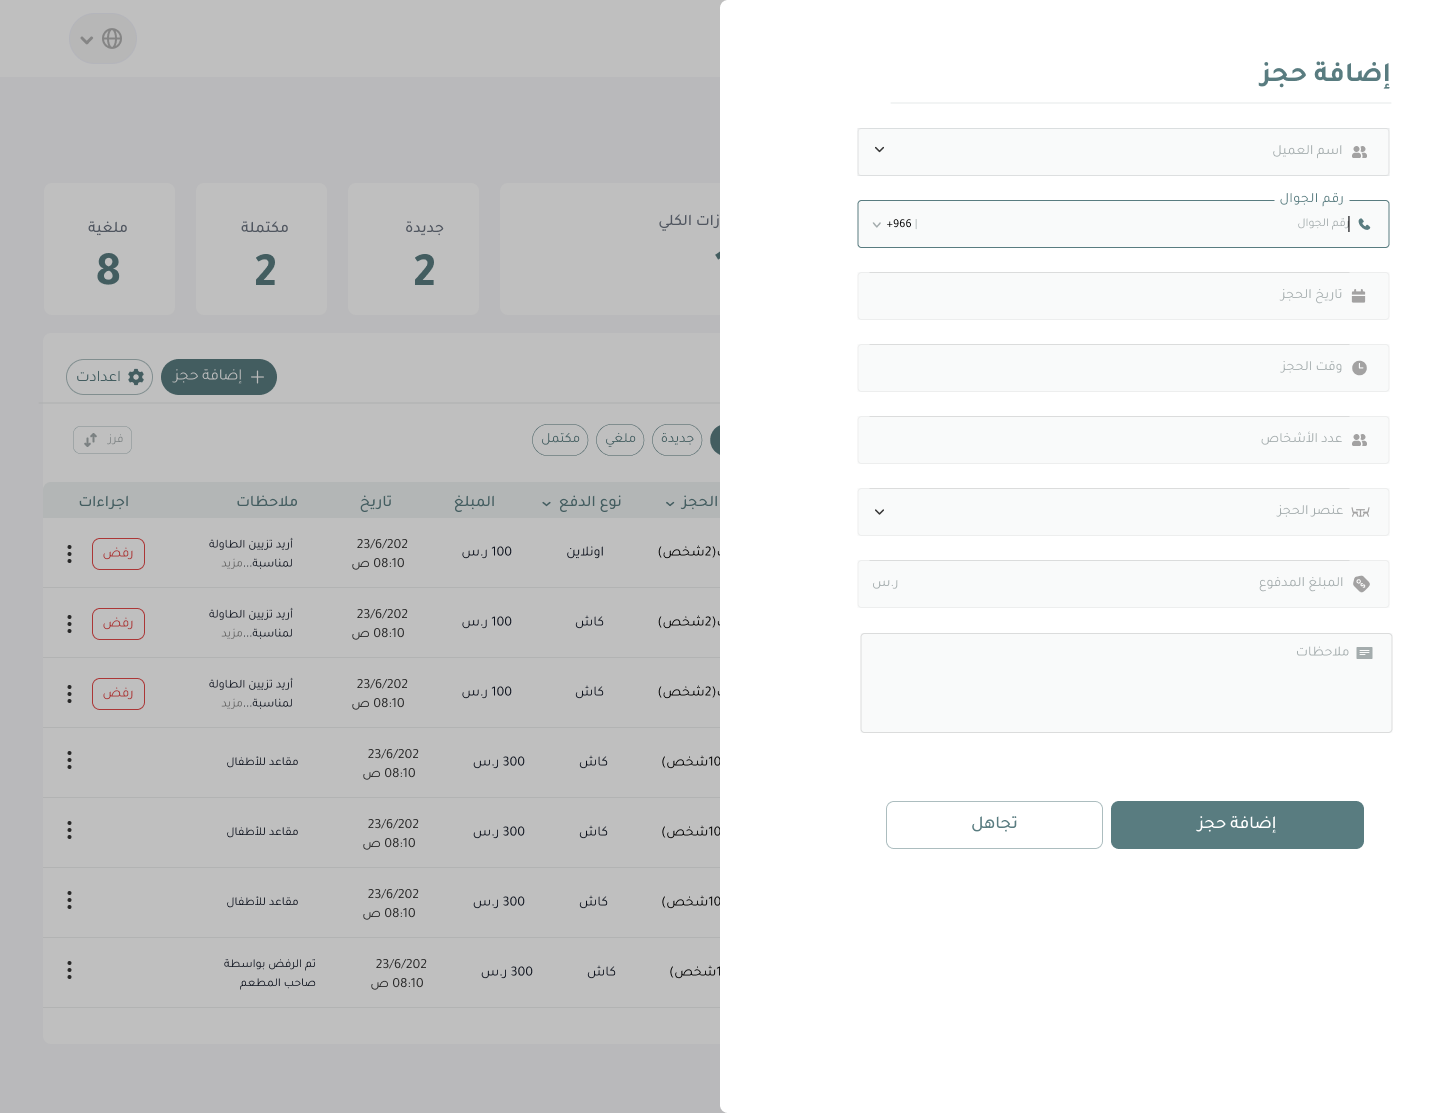 إضافة حجز
اسم العميل
رقم الجوال
رقم الجوال
+966 |
تاريخ الحجز
وقت الحجز
عدد الأشخاص
عنصر الحجز
المبلغ المدفوع
ر.س
ملاحظات
إضافة حجز
تجاهل
زات الكلي
جديدة
2
مكتملة
2
ملغية
8
إضافة حجز
اعدادت
جديدة
ملغي
مكتمل
فرز
الحجز
نوع الدفع
المبلغ
تاريخ
ملاحظات
اجراءات
(2شخص)
اونلاين
100 ر.س
23/6/202
08:10 ص
أريد تزيين الطاولة
لمناسبة...مزيد
رفض
(2شخص)
كاش
100 ر.س
23/6/202
08:10 ص
أريد تزيين الطاولة
لمناسبة...مزيد
رفض
(2شخص)
كاش
100 ر.س
23/6/202
08:10 ص
أريد تزيين الطاولة
لمناسبة...مزيد
رفض
10شخص)
كاش
300 ر.س
23/6/202
08:10 ص
مقاعد للأطفال
10شخص)
كاش
300 ر.س
23/6/202
08:10 ص
مقاعد للأطفال
10شخص)
كاش
300 ر.س
23/6/202
08:10 ص
مقاعد للأطفال
شخص)
كاش
300 ر.س
23/6/202
08:10 ص
تم الرفض بواسطة
صاحب المطعم